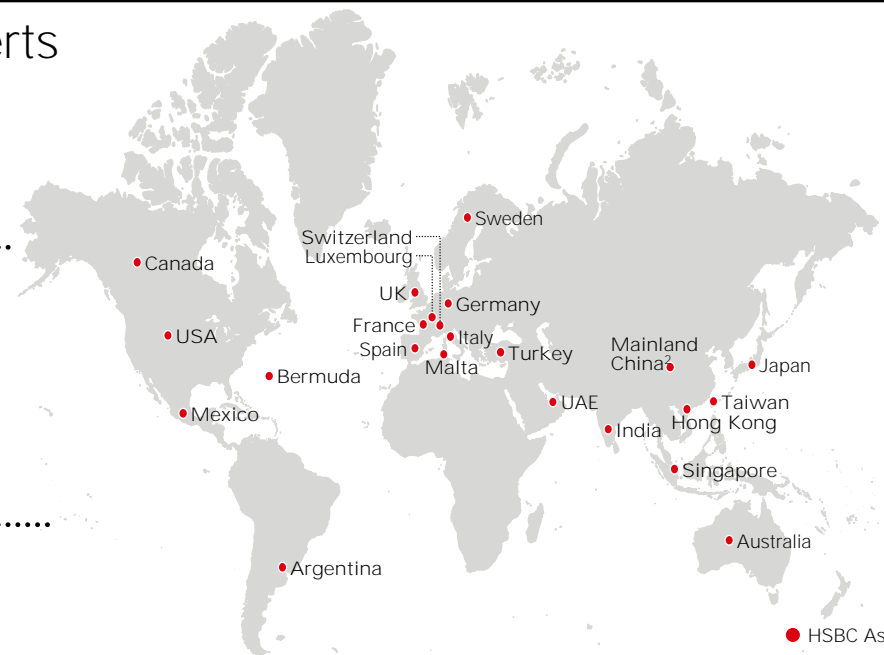 erts
Sweden
Switzerland
Luxembourg
Canada
UK
Germany
France
USA
Italy
Mainland
Spain
Turkey
China2
Japan
Malta
Bermuda
UAE
Taiwan
Mexico
Hong Kong
India
Singapore
Australia
Argentina
HSBC As